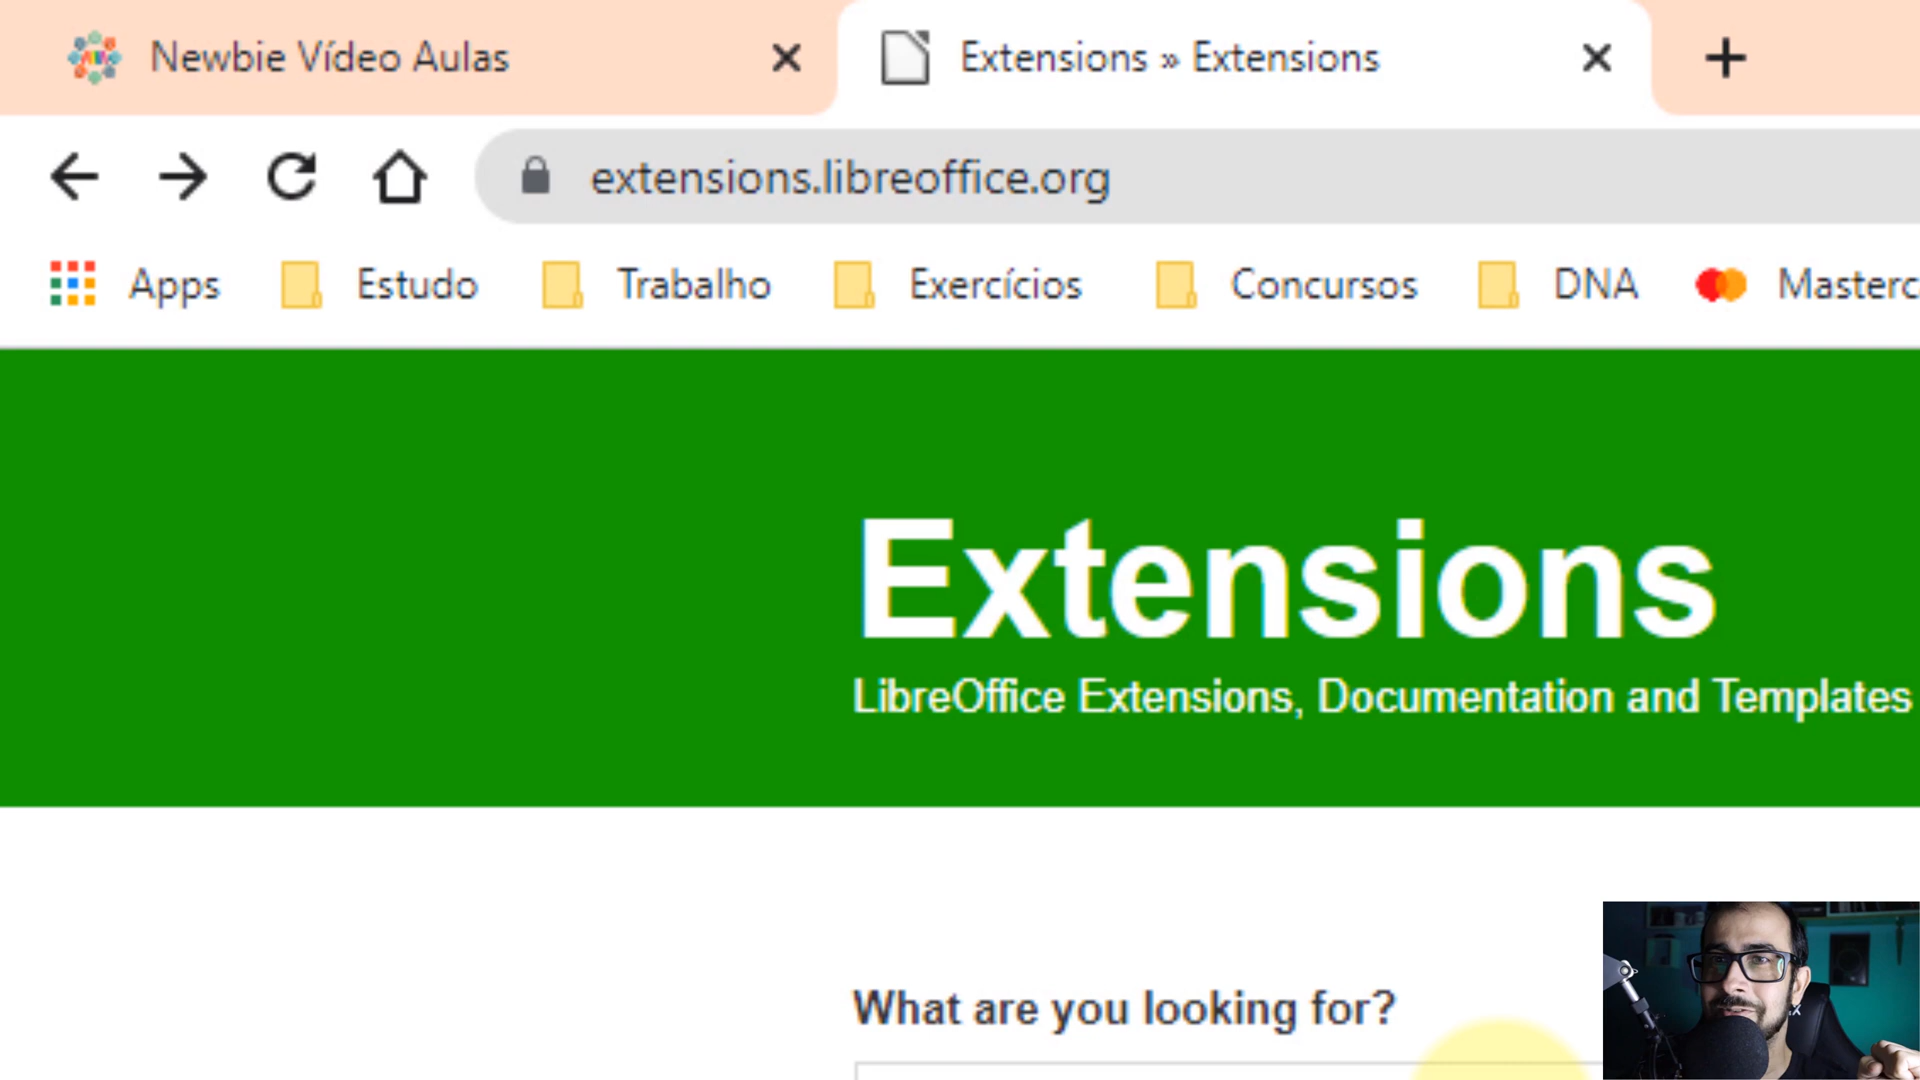 Newbie Vídeo Aulas
Extensions » Extensions
extensions.libreoffice.org
Apps Estudo Trabalho Exercícios Concursos DNA Masterc
Extensions
LibreOffice Extensions, Documentation and Templates
What are you looking for?